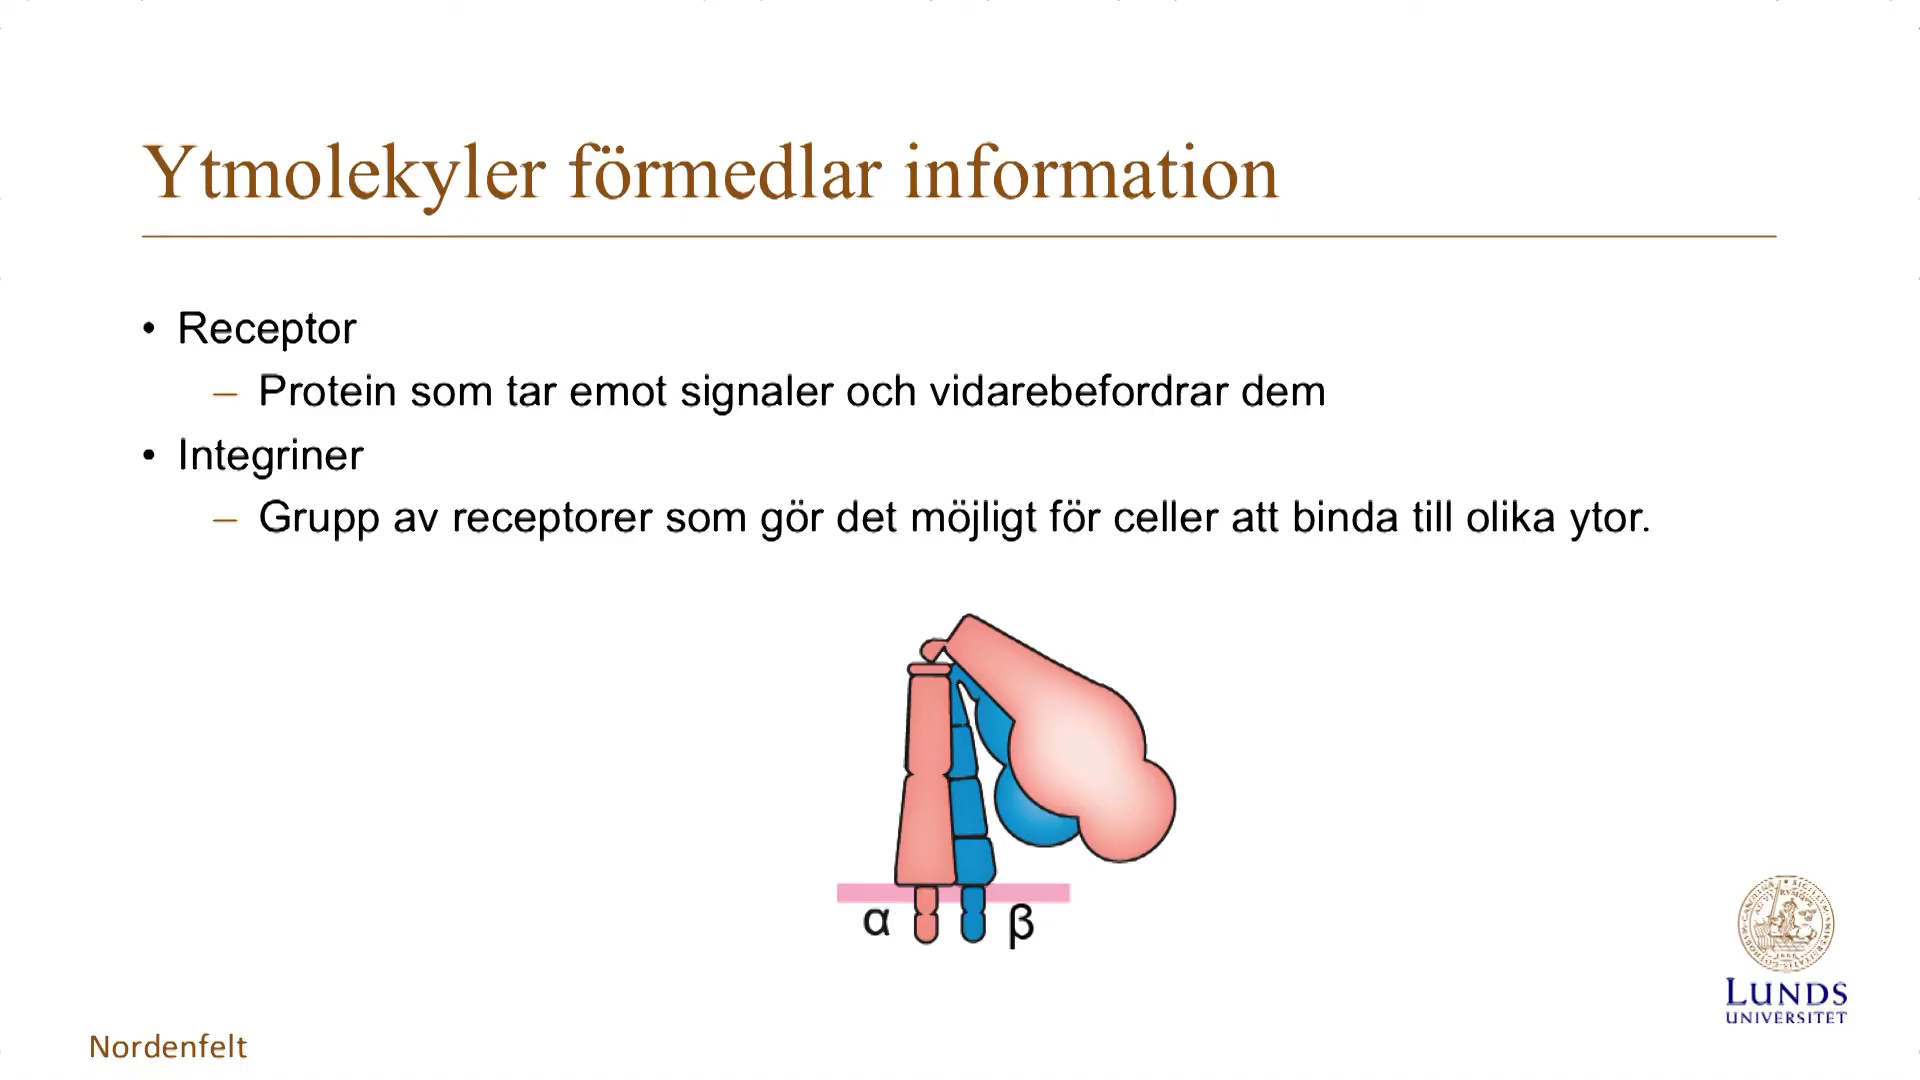 Ytmolekyler förmedlar information
• Receptor
– Protein som tar emot signaler och vidarebefordrar dem
• Integriner
– Grupp av receptorer som gör det möjligt för celler att binda till olika ytor.
α β
LUNDS
UNIVERSITET
Nordenfelt